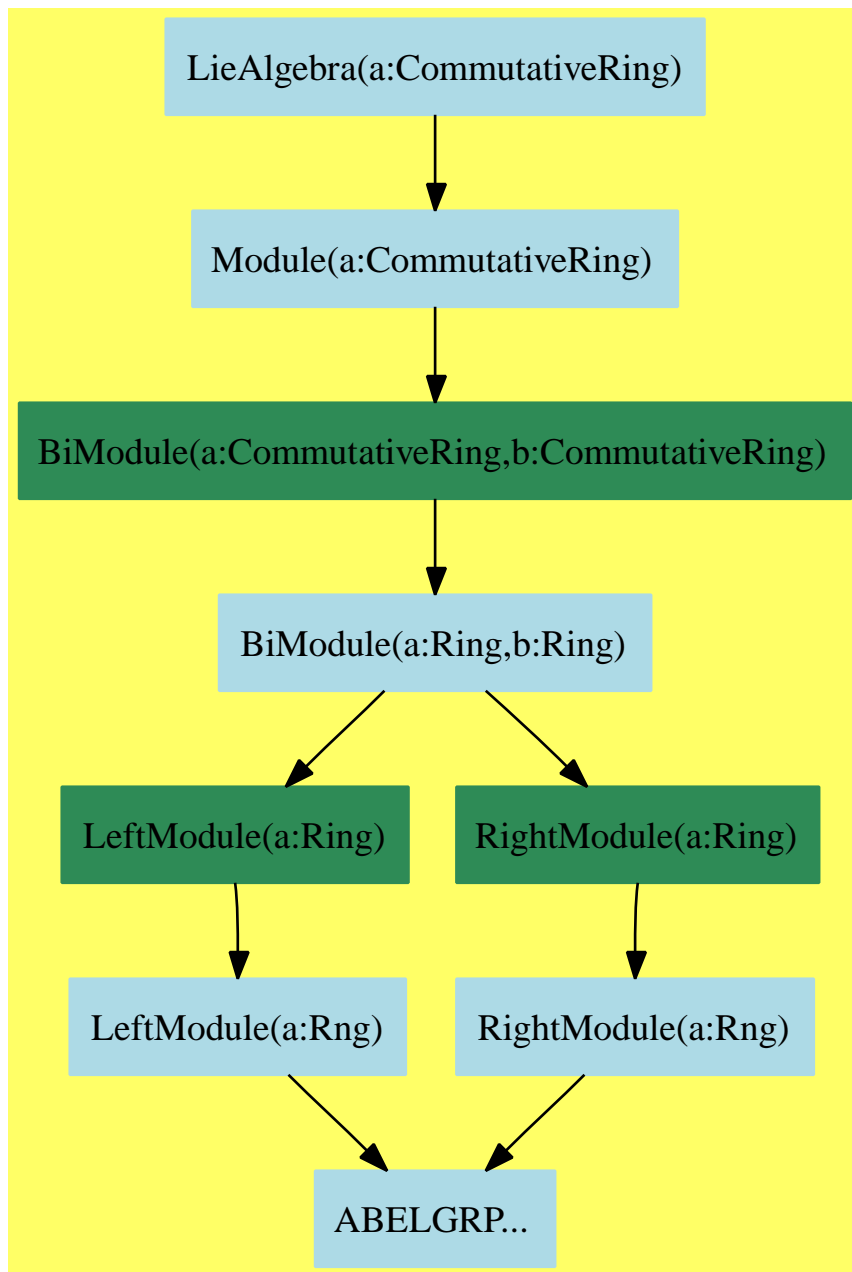 LieAlgebra(a:CommutativeRing)
Module(a:CommutativeRing)
BiModule(a:CommutativeRing,b:CommutativeRing)
BiModule(a:Ring,b:Ring)
LeftModule(a:Ring)
RightModule(a:Ring)
LeftModule(a:Rng)
RightModule(a:Rng)
ABELGRP...